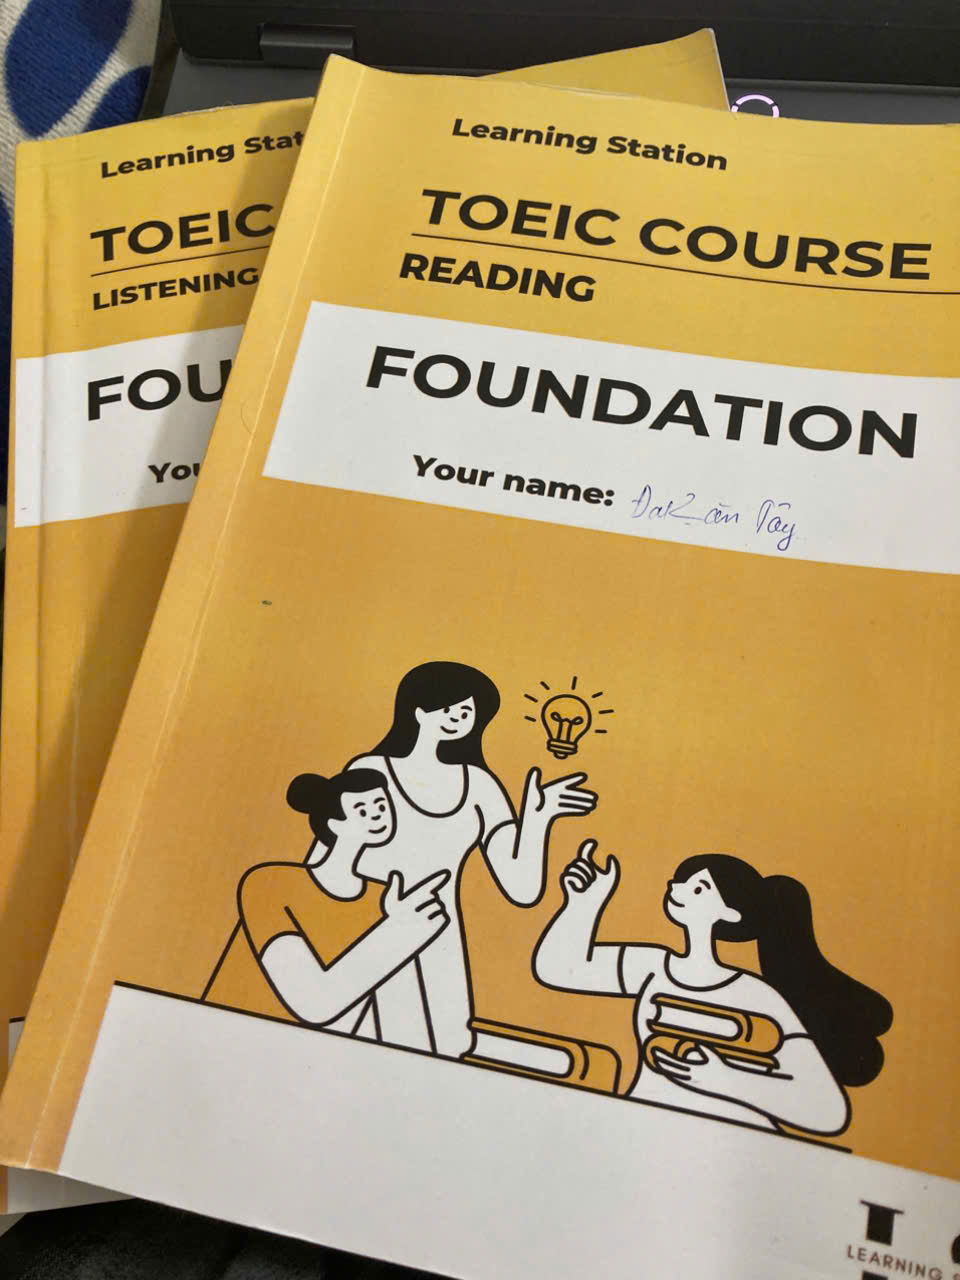 Learning Stat
TOEIC
LISTENING
FOU
You
Learning Station
TOEIC COURSE
READING
FOUNDATION
Your name:
LEARNING